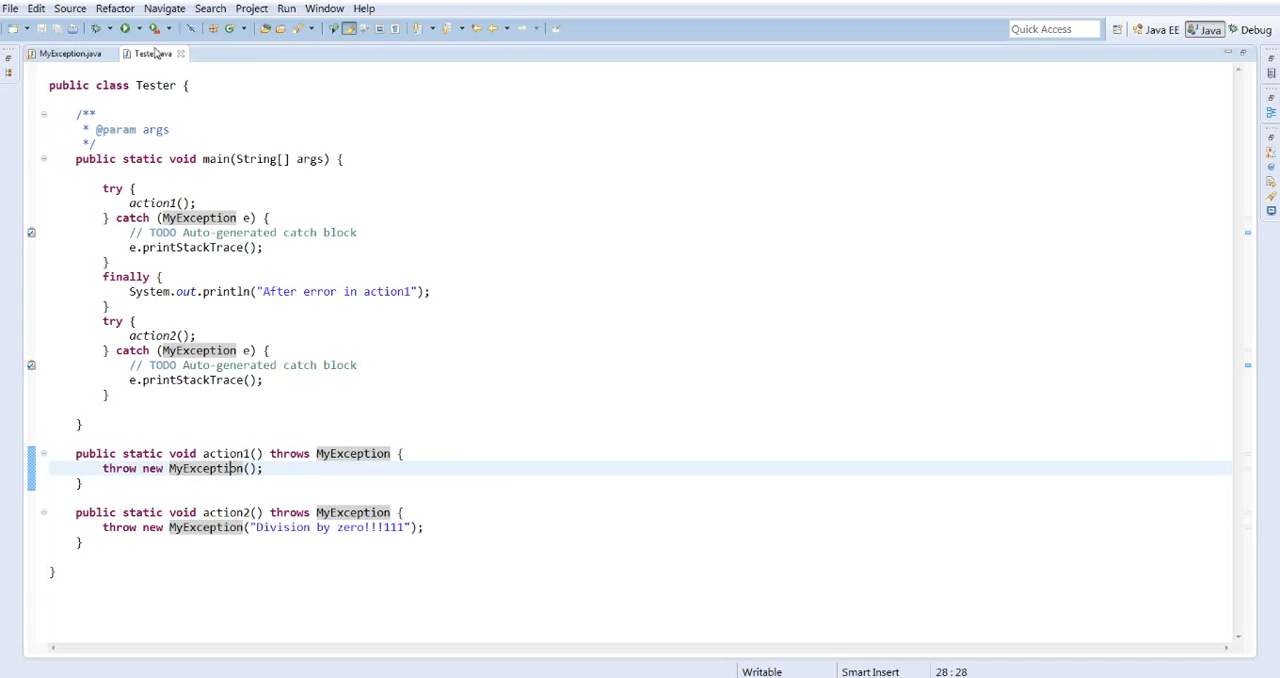 File Edit Source Refactor Navigate Search Project Run Window Help
Quick Access Java EE Java Debug
MyException.java Tester.java
public class Tester {
/**
* @param args
*/
public static void main(String[] args) {
try {
action1();
} catch (MyException e) {
// TODO Auto-generated catch block
e.printStackTrace();
}
finally {
System.out.println("After error in action1");
}
try {
action2();
} catch (MyException e) {
// TODO Auto-generated catch block
e.printStackTrace();
}
}
public static void action1() throws MyException {
throw new MyException();
}
public static void action2() throws MyException {
throw new MyException("Division by zero!!!111");
}
}
Writable Smart Insert 28 : 28